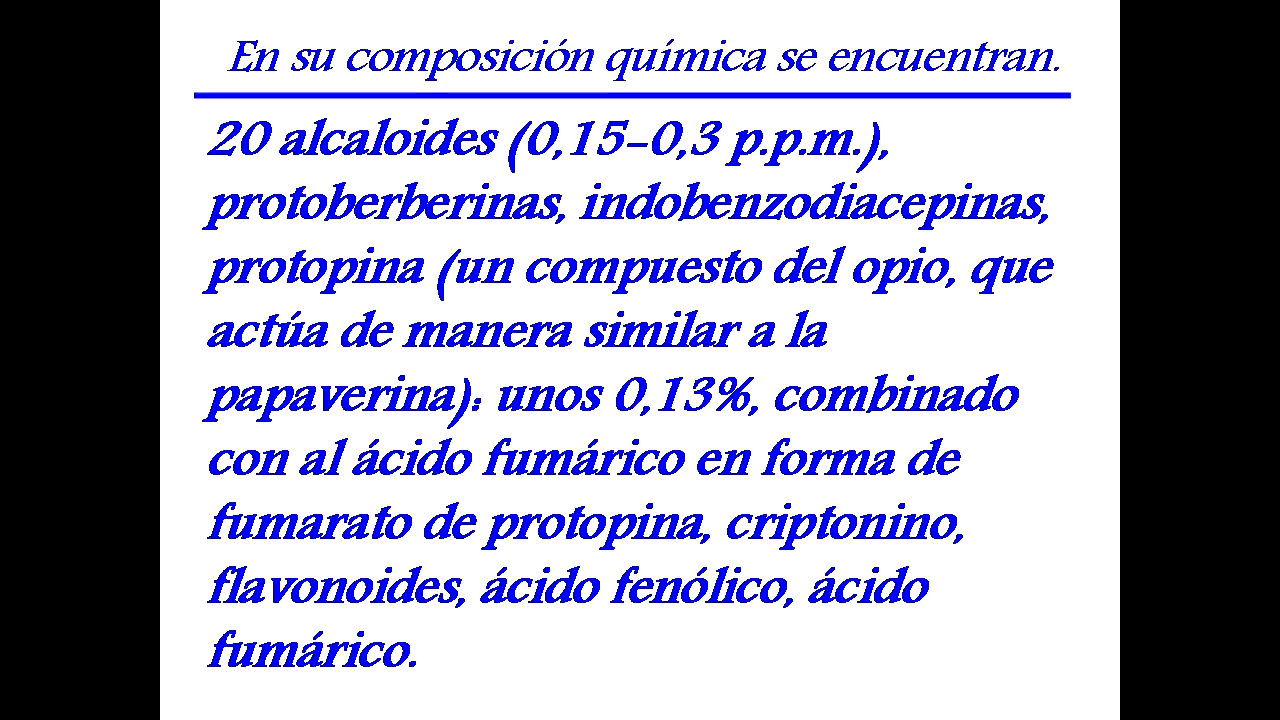 En su composición química se encuentran.
20 alcaloides (0,15-0,3 p.p.m.),
protoberberinas, indobenzodiacepinas,
protopina (un compuesto del opio, que
actúa de manera similar a la
papaverina): unos 0,13%, combinado
con al ácido fumárico en forma de
fumarato de protopina, criptonino,
flavonoides, ácido fenólico, ácido
fumárico.